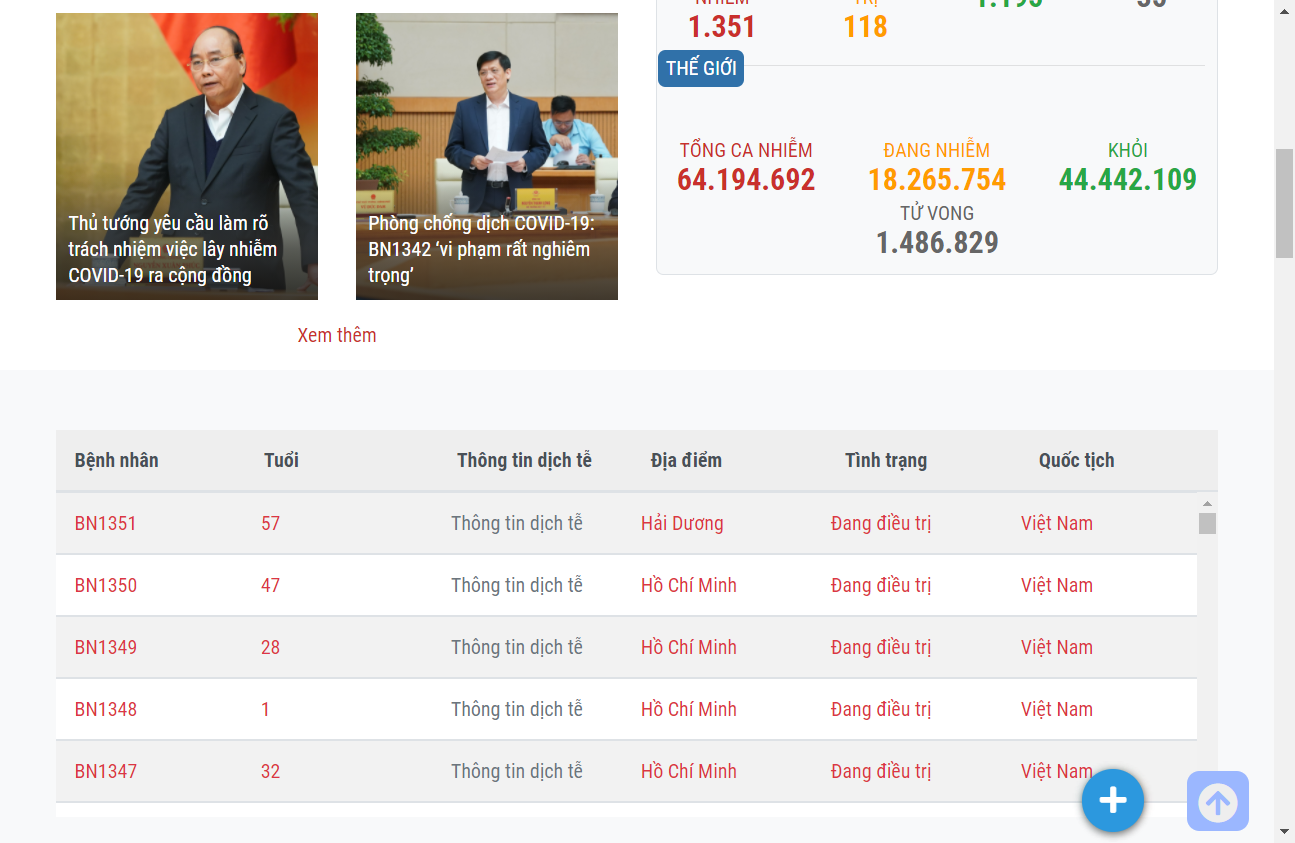 Thủ tướng yêu cầu làm rõ
trách nhiệm việc lây nhiễm
COVID-19 ra cộng đồng
Phòng chống dịch COVID-19:
BN1342 ‘vi phạm rất nghiêm
trọng’
Xem thêm
NHIỄM TRỊ 1.195 35
1.351 118
THẾ GIỚI
TỔNG CA NHIỄM ĐANG NHIỄM KHỎI
64.194.692 18.265.754 44.442.109
TỬ VONG
1.486.829
Bệnh nhân Tuổi Thông tin dịch tễ Địa điểm Tình trạng Quốc tịch
BN1351 57 Thông tin dịch tễ Hải Dương Đang điều trị Việt Nam
BN1350 47 Thông tin dịch tễ Hồ Chí Minh Đang điều trị Việt Nam
BN1349 28 Thông tin dịch tễ Hồ Chí Minh Đang điều trị Việt Nam
BN1348 1 Thông tin dịch tễ Hồ Chí Minh Đang điều trị Việt Nam
BN1347 32 Thông tin dịch tễ Hồ Chí Minh Đang điều trị Việt Nam